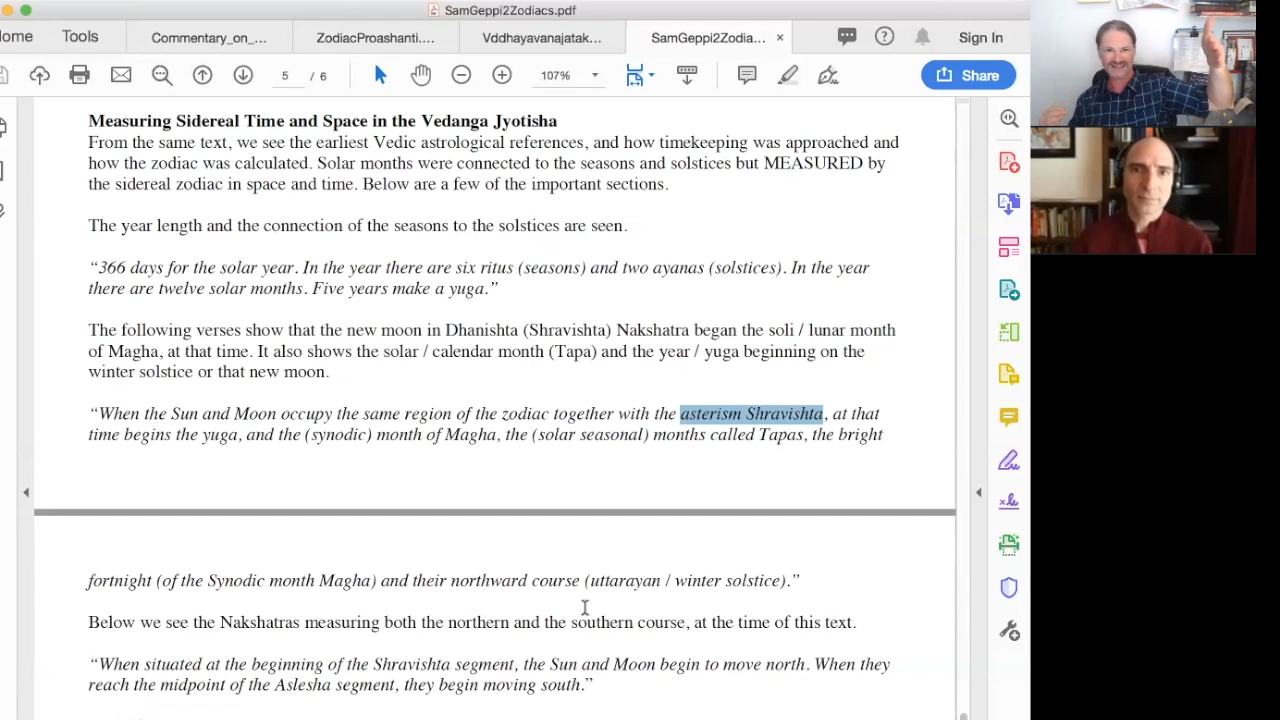 SamGeppi2Zodiacs.pdf
ome Tools Commentary_on_... ZodiacProashanti.... Vddhayavanajatak... SamGeppi2Zodia... × Sign In
5 / 6 107% Share
Measuring Sidereal Time and Space in the Vedanga Jyotisha
From the same text, we see the earliest Vedic astrological references, and how timekeeping was approached and
how the zodiac was calculated. Solar months were connected to the seasons and solstices but MEASURED by
the sidereal zodiac in space and time. Below are a few of the important sections.
The year length and the connection of the seasons to the solstices are seen.
“366 days for the solar year. In the year there are six ritus (seasons) and two ayanas (solstices). In the year
there are twelve solar months. Five years make a yuga.”
The following verses show that the new moon in Dhanishta (Shravishta) Nakshatra began the soli / lunar month
of Magha, at that time. It also shows the solar / calendar month (Tapa) and the year / yuga beginning on the
winter solstice or that new moon.
“When the Sun and Moon occupy the same region of the zodiac together with the asterism Shravishta, at that
time begins the yuga, and the (synodic) month of Magha, the (solar seasonal) months called Tapas, the bright
fortnight (of the Synodic month Magha) and their northward course (uttarayan / winter solstice).”
Below we see the Nakshatras measuring both the northern and the southern course, at the time of this text.
“When situated at the beginning of the Shravishta segment, the Sun and Moon begin to move north. When they
reach the midpoint of the Aslesha segment, they begin moving south.”